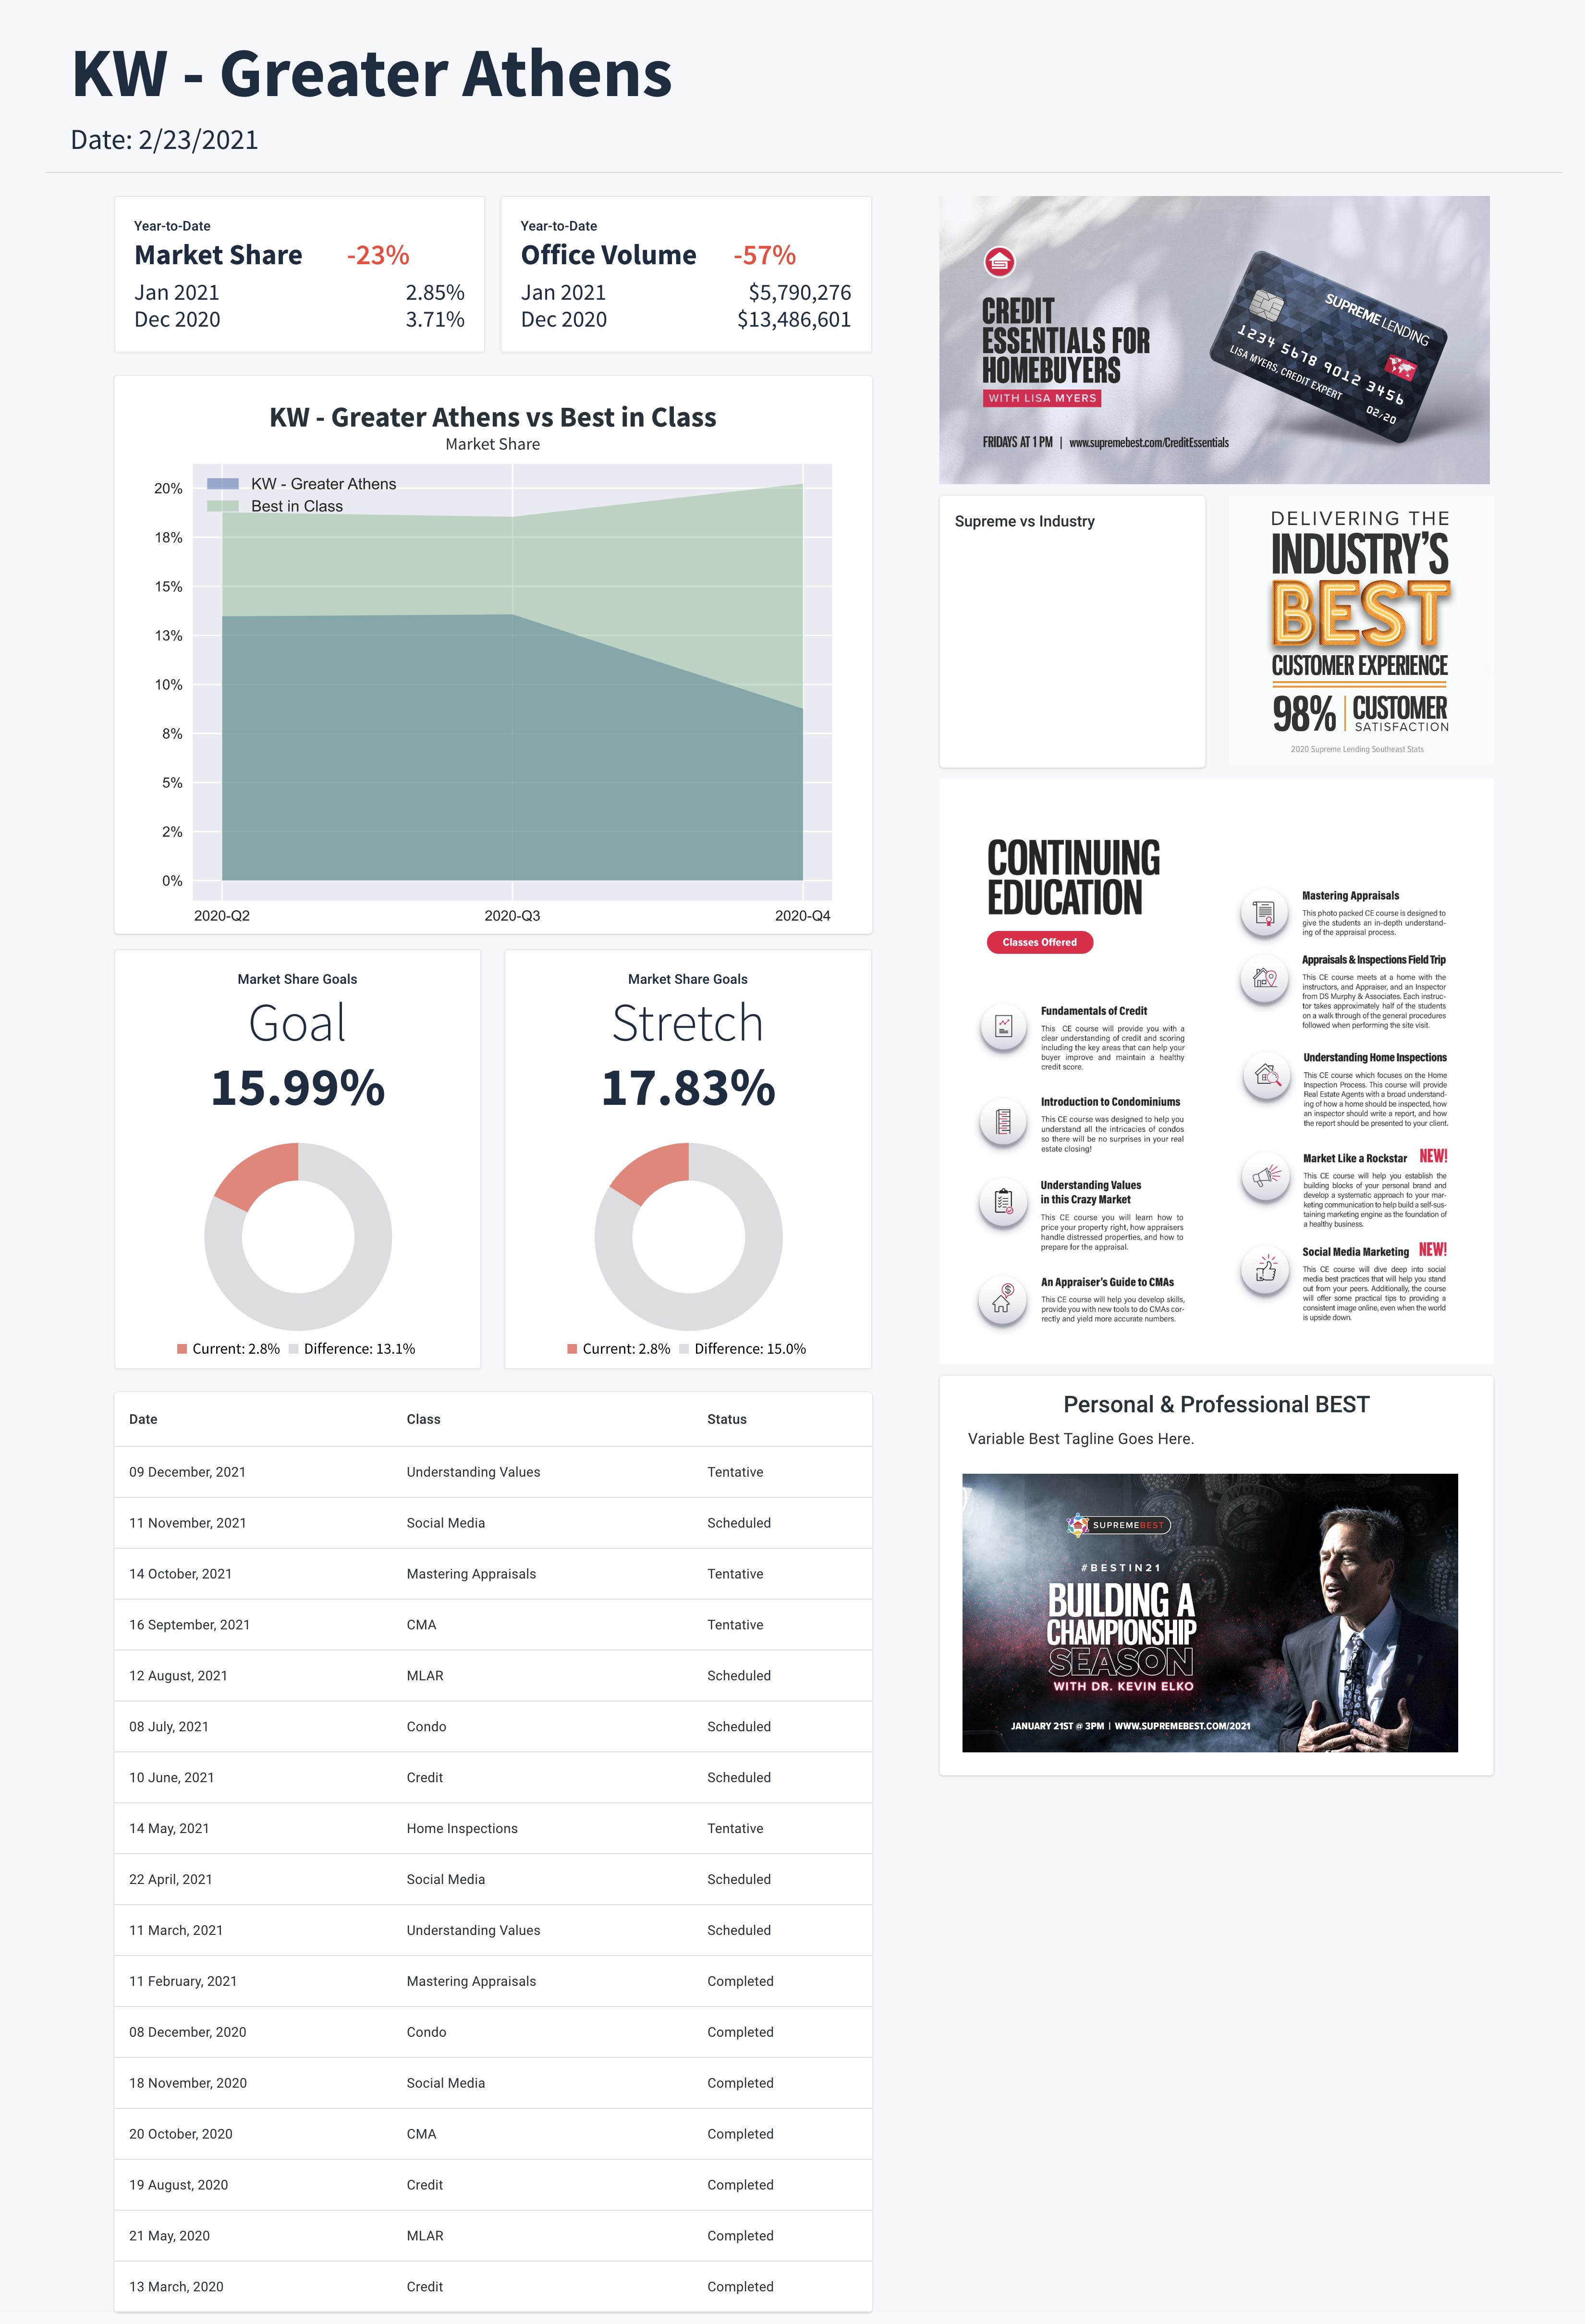 KW - Greater Athens
Date: 2/23/2021
Year-to-Date
Market Share -23%
Jan 2021 2.85%
Dec 2020 3.71%
Year-to-Date
Office Volume -57%
Jan 2021 $5,790,276
Dec 2020 $13,486,601
KW - Greater Athens vs Best in Class
Market Share
KW - Greater Athens
Best in Class
20%
18%
15%
13%
10%
8%
5%
2%
0%
2020-Q2 2020-Q3 2020-Q4
Market Share Goals
Goal
15.99%
Current: 2.8% Difference: 13.1%
Market Share Goals
Stretch
17.83%
Current: 2.8% Difference: 15.0%
Date Class Status
09 December, 2021 Understanding Values Tentative
11 November, 2021 Social Media Scheduled
14 October, 2021 Mastering Appraisals Tentative
16 September, 2021 CMA Tentative
12 August, 2021 MLAR Scheduled
08 July, 2021 Condo Scheduled
10 June, 2021 Credit Scheduled
14 May, 2021 Home Inspections Tentative
22 April, 2021 Social Media Scheduled
11 March, 2021 Understanding Values Scheduled
11 February, 2021 Mastering Appraisals Completed
08 December, 2020 Condo Completed
18 November, 2020 Social Media Completed
20 October, 2020 CMA Completed
19 August, 2020 Credit Completed
21 May, 2020 MLAR Completed
13 March, 2020 Credit Completed
CREDIT
ESSENTIALS FOR
HOMEBUYERS
WITH LISA MYERS
FRIDAYS AT 1 PM | www.supremebest.com/CreditEssentials
SUPREME LENDING
1234 5678 9012 3456
LISA MYERS, CREDIT EXPERT
02/20
Supreme vs Industry
DELIVERING THE
INDUSTRY'S
BEST
CUSTOMER EXPERIENCE
98% CUSTOMER
SATISFACTION
2020 Supreme Lending Southeast Stats
CONTINUING
EDUCATION
Classes Offered
Fundamentals of Credit
This CE course will provide you with a
clear understanding of credit and scoring
including the key areas that can help your
buyer improve and maintain a healthy
credit score.
Introduction to Condominiums
This CE course was designed to help you
understand all the intricacies of condos
so there will be no surprises in your real
estate closing!
Understanding Values
in this Crazy Market
This CE course you will learn how to
price your property right, how appraisers
handle distressed properties, and how to
prepare for the appraisal.
An Appraiser's Guide to CMAs
This CE course will help you develop skills,
provide you with new tools to do CMAs cor-
rectly and yield more accurate numbers.
Mastering Appraisals
This photo packed CE course is designed to
give the students an in-depth understand-
ing of the appraisal process.
Appraisals & Inspections Field Trip
This CE course meets at a home with the
instructors, and Appraiser, and an Inspector
from DS Murphy & Associates. Each instruc-
tor takes approximately half of the students
on a walk through of the general procedures
followed when performing the site visit.
Understanding Home Inspections
This CE course which focuses on the Home
Inspection Process. This course will provide
Real Estate Agents with a broad understand-
ing of how a home should be inspected, how
an inspector should write a report, and how
the report should be presented to your client.
Market Like a Rockstar NEW!
This CE course will help you establish the
building blocks of your personal brand and
develop a systematic approach to your mar-
keting communication to help build a self-sus-
taining marketing engine as the foundation of
a healthy business.
Social Media Marketing NEW!
This CE course will dive deep into social
media best practices that will help you stand
out from your peers. Additionally, the course
will offer some practical tips to providing a
consistent image online, even when the world
is upside down.
Personal & Professional BEST
Variable Best Tagline Goes Here.
SUPREMEBEST
#BESTIN21
BUILDING A
CHAMPIONSHIP
SEASON
WITH DR. KEVIN ELKO
JANUARY 21ST @ 3PM | WWW.SUPREMEBEST.COM/2021